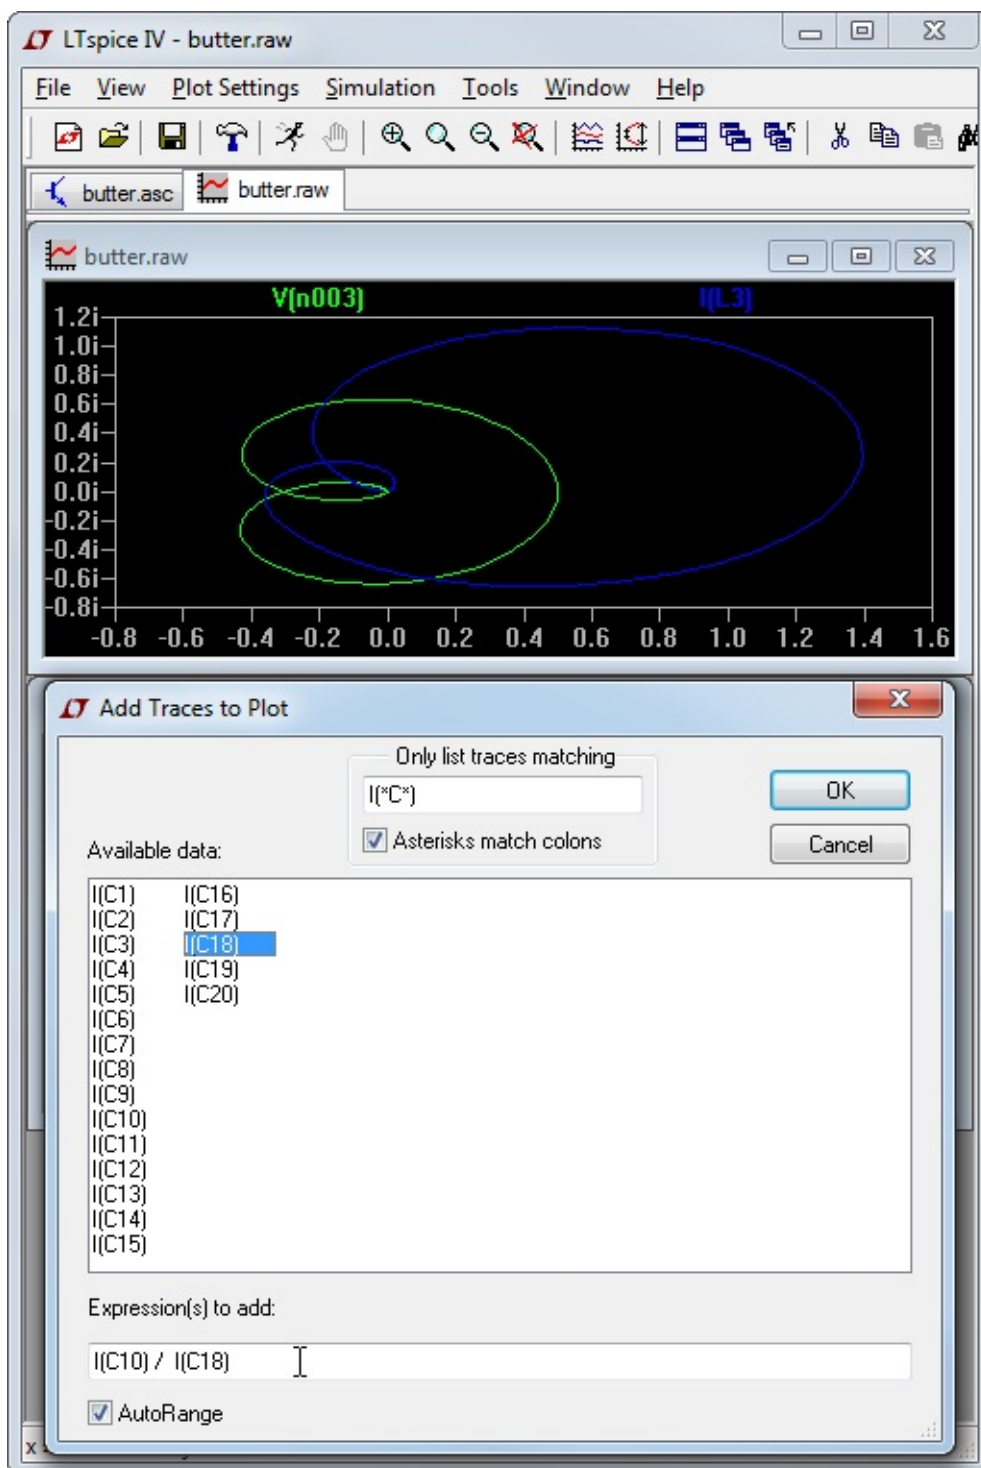 LTspice IV - butter.raw
File View Plot Settings Simulation Tools Window Help
butter.asc butter.raw
butter.raw
V(n003) I(L3)
1.2i
1.0i
0.8i
0.6i
0.4i
0.2i
0.0i
-0.2i
-0.4i
-0.6i
-0.8i
-0.8 -0.6 -0.4 -0.2 0.0 0.2 0.4 0.6 0.8 1.0 1.2 1.4 1.6
Add Traces to Plot
Only list traces matching
I(*C*)
OK
Asterisks match colons
Cancel
Available data:
I(C1) I(C16)
I(C2) I(C17)
I(C3) I(C18)
I(C4) I(C19)
I(C5) I(C20)
I(C6)
I(C7)
I(C8)
I(C9)
I(C10)
I(C11)
I(C12)
I(C13)
I(C14)
I(C15)
Expression(s) to add:
I(C10) / I(C18)
AutoRange
x